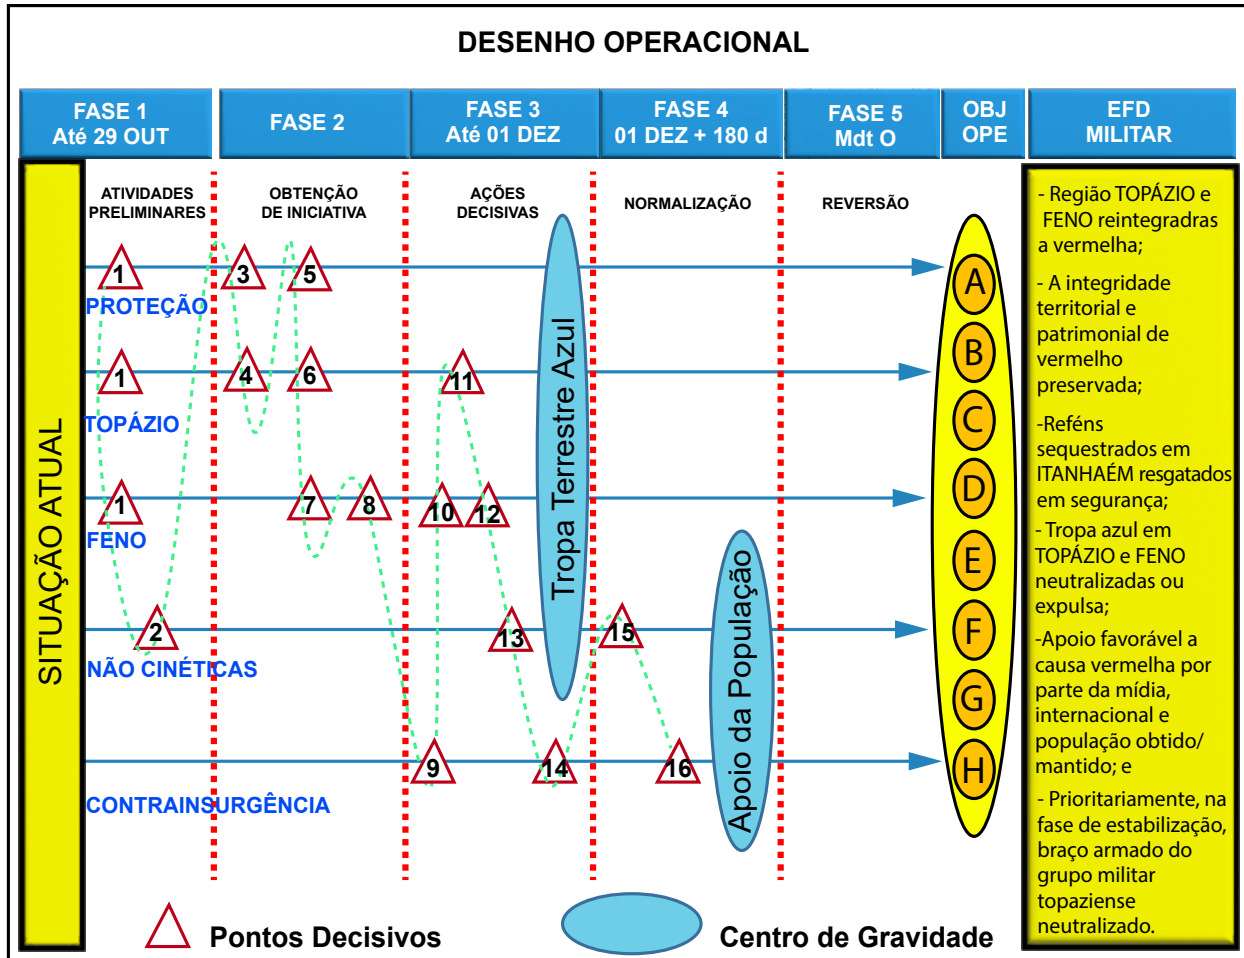 DESENHO OPERACIONAL
FASE 1
Até 29 OUT
FASE 2
FASE 3
Até 01 DEZ
FASE 4
01 DEZ + 180 d
FASE 5
Mdt O
OBJ
OPE
EFD
MILITAR
SITUAÇÃO ATUAL
ATIVIDADES
PRELIMINARES
OBTENÇÃO
DE INICIATIVA
AÇÕES
DECISIVAS
NORMALIZAÇÃO
REVERSÃO
1
3
5
PROTEÇÃO
1
4
6
11
TOPÁZIO
1
7
8
10
12
FENO
2
13
15
NÃO CINÉTICAS
9
14
16
CONTRAINSURGÊNCIA
Tropa Terrestre Azul
Apoio da População
A
B
C
D
E
F
G
H
- Região TOPÁZIO e
FENO reintegradras
a vermelha;
- A integridade
territorial e
patrimonial de
vermelho
preservada;
-Reféns
sequestrados em
ITANHAÉM resgatados
em segurança;
- Tropa azul em
TOPÁZIO e FENO
neutralizadas ou
expulsa;
-Apoio favorável a
causa vermelha por
parte da mídia,
internacional e
população obtido/
mantido; e
- Prioritariamente, na
fase de estabilização,
braço armado do
grupo militar
topaziense
neutralizado.
Pontos Decisivos
Centro de Gravidade